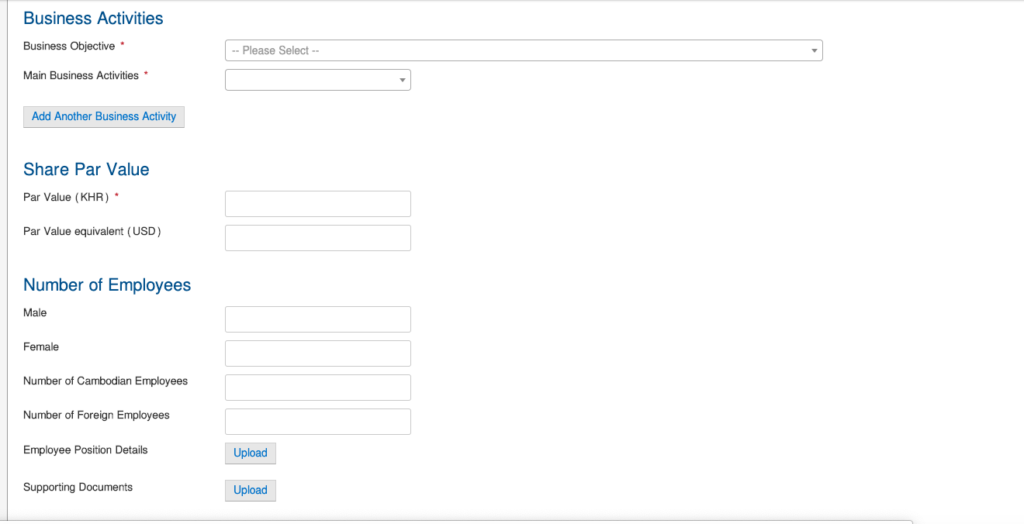 Business Activities
Business Objective *
-- Please Select --
Main Business Activities *
Add Another Business Activity
Share Par Value
Par Value (KHR) *
Par Value equivalent (USD)
Number of Employees
Male
Female
Number of Cambodian Employees
Number of Foreign Employees
Employee Position Details Upload
Supporting Documents Upload